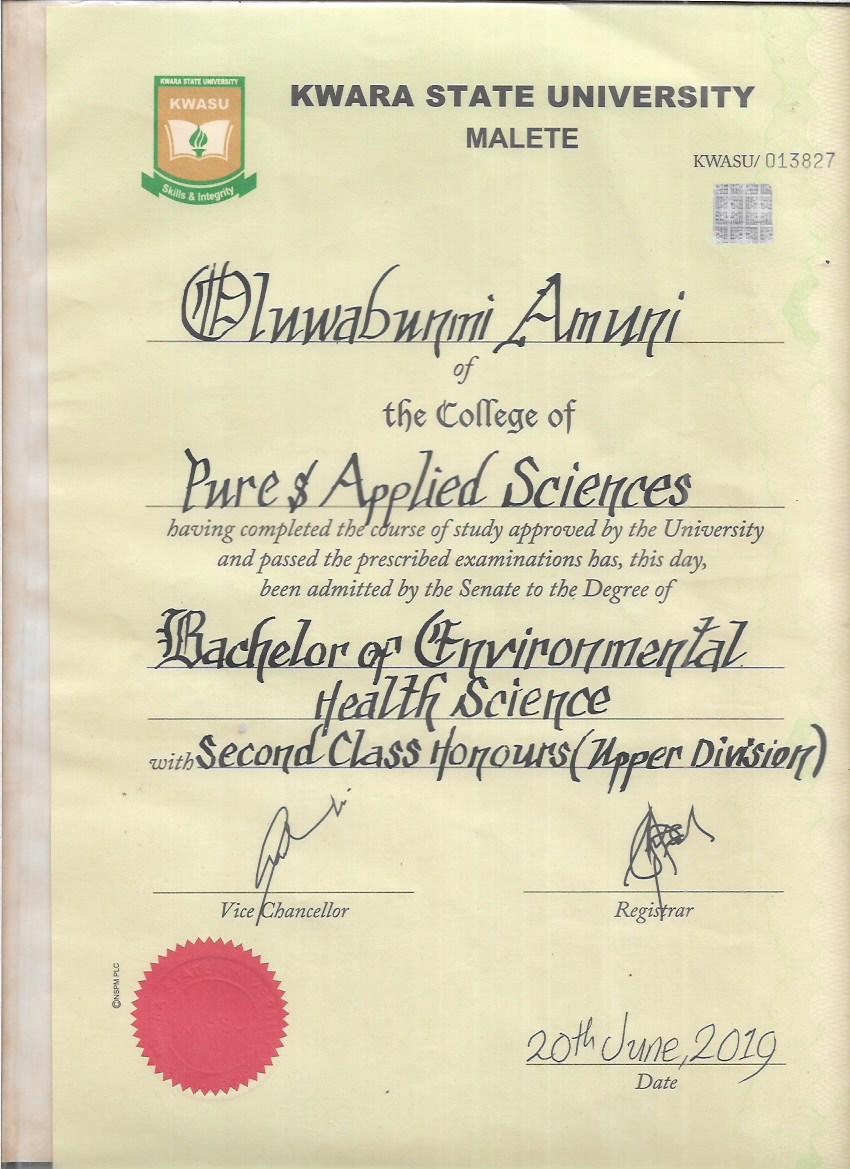 KWARA STATE UNIVERSITY
KWASU
Skills & Integrity
KWARA STATE UNIVERSITY
MALETE
KWASU/ 013827
Oluwabunmi Amuni
of
the College of
Pure & Applied Sciences
having completed the course of study approved by the University
and passed the prescribed examinations has, this day,
been admitted by the Senate to the Degree of
Bachelor of Environmental
Health Science
with Second Class Honours (Upper Division)
Vice Chancellor
Registrar
©NSPM PLC
20th June, 2019
Date